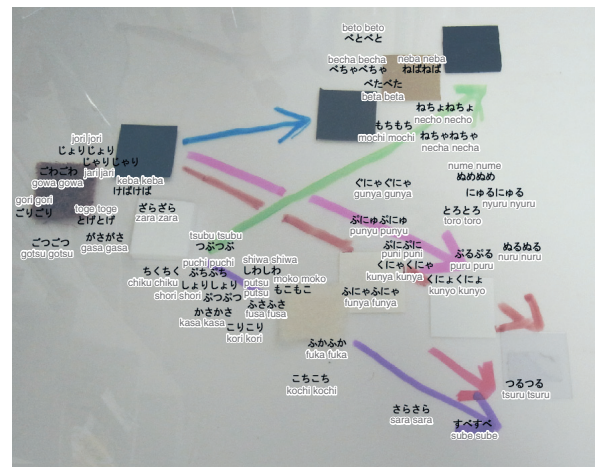 beto beto
べとべと
becha becha
べちゃべちゃ
neba neba
ねばねば
べたべた
beta beta
ねちょねちょ
necho necho
もちもち
mochi mochi
ねちゃねちゃ
necha necha
jori jori
じょりじょり
じゃりじゃり
jari jari
ごわごわ
gowa gowa
keba keba
けばけば
gori gori
ごりごり
toge toge
とげとげ
ざらざら
zara zara
がさがさ
gasa gasa
ごつごつ
gotsu gotsu
nume nume
ぬめぬめ
ぐにゃぐにゃ
gunya gunya
にゅるにゅる
nyuru nyuru
とろとろ
toro toro
ぷにゅぷにゅ
punyu punyu
tsubu tsubu
つぶつぶ
ぷにぷに
puni puni
ぷるぷる
puru puru
ぬるぬる
nuru nuru
puchi puchi
ぷちぷち
shiwa shiwa
しわしわ
くにゃくにゃ
kunya kunya
くにょくにょ
kunyo kunyo
ちくちく
chiku chiku
しょりしょり
shori shori
putsu putsu
ぷつぷつ
moko moko
もこもこ
ふにゃふにゃ
funya funya
ふさふさ
fusa fusa
かさかさ
kasa kasa
こりこり
kori kori
ふかふか
fuka fuka
こちこち
kochi kochi
つるつる
tsuru tsuru
さらさら
sara sara
すべすべ
sube sube